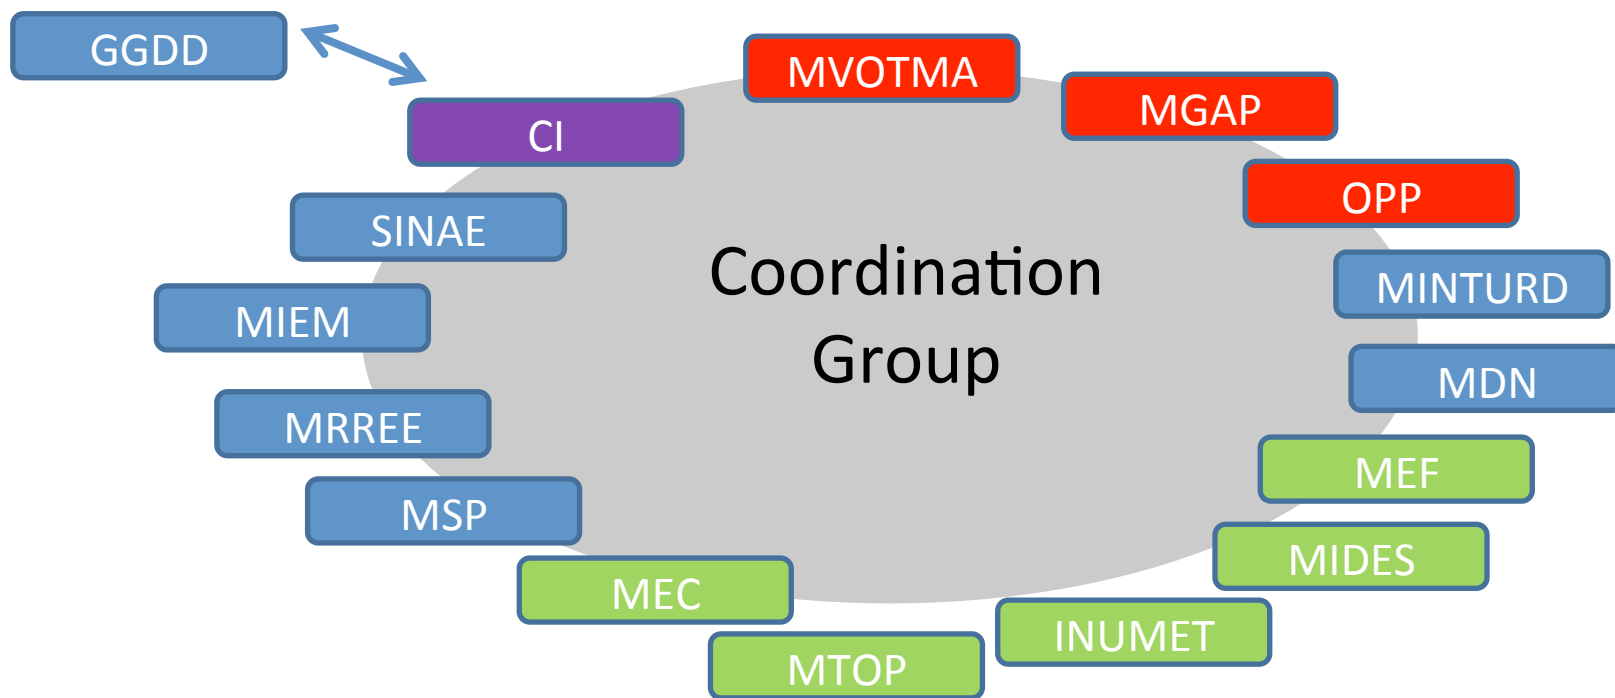 GGDD
MVOTMA
MGAP
CI
OPP
SINAE
Coordination
Group
MINTURD
MIEM
MDN
MRREE
MEF
MSP
MIDES
MEC
INUMET
MTOP